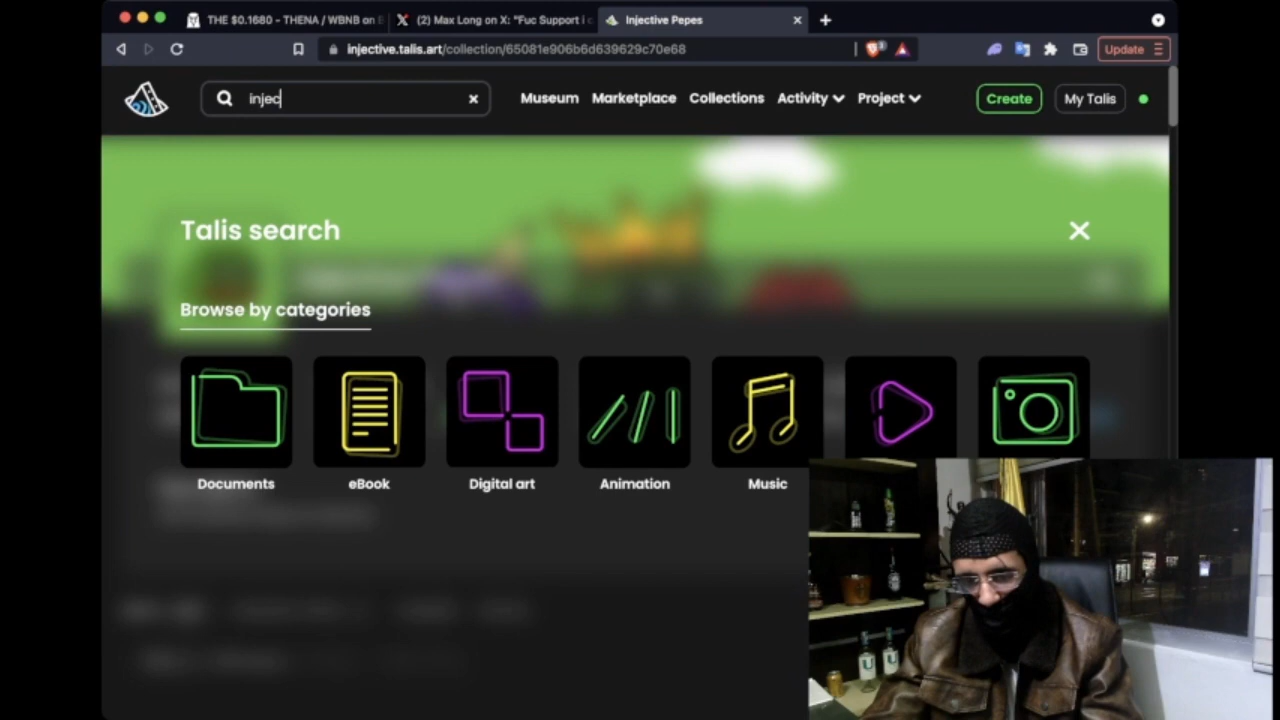 THE $0.1680 - THENA / WBNB on
(2) Max Long on X: "Fuc Support i
Injective Pepes
injective.talis.art/collection/65081e906b6d639629c70e68
Update
injec
Museum
Marketplace
Collections
Activity
Project
Create
My Talis
Talis search
Browse by categories
Documents
eBook
Digital art
Animation
Music